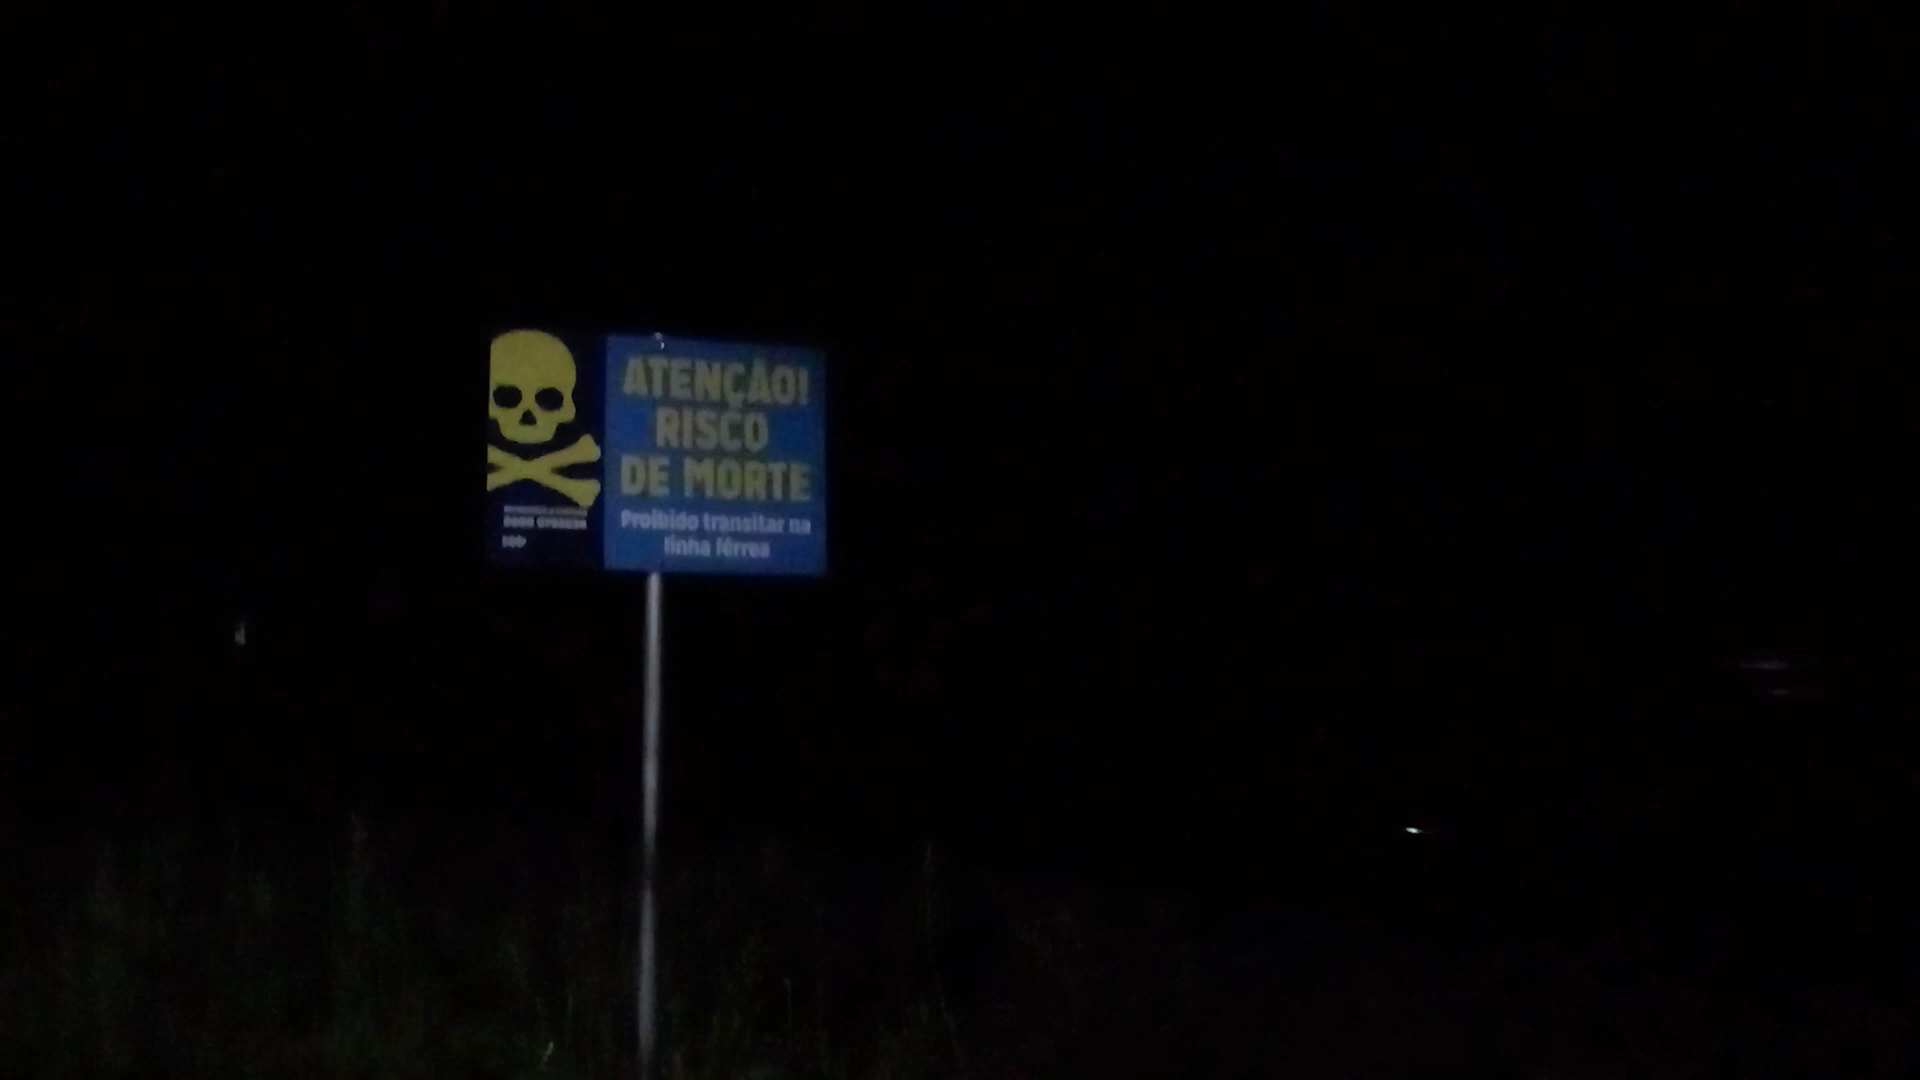 ATENÇÃO!
RISCO
DE MORTE
Proibido transitar na
linha férrea